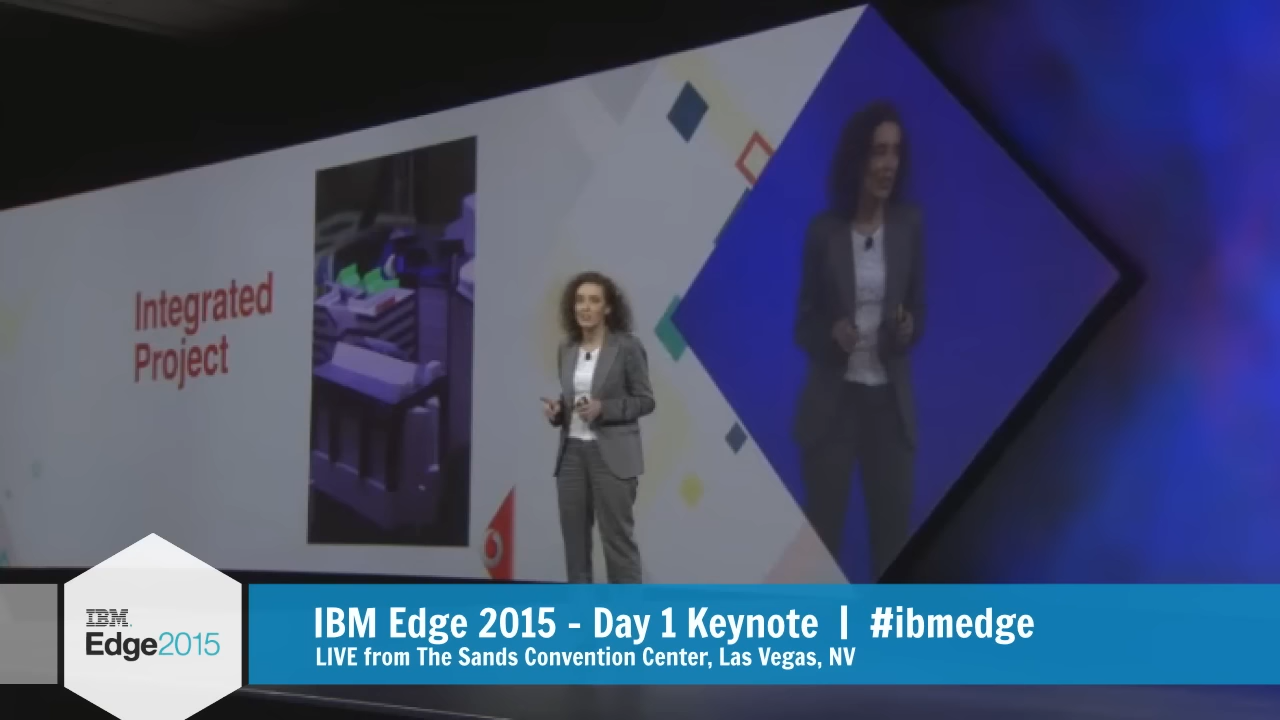 Integrated
Project
IBM
Edge2015
IBM Edge 2015 - Day 1 Keynote | #ibmedge
LIVE from The Sands Convention Center, Las Vegas, NV